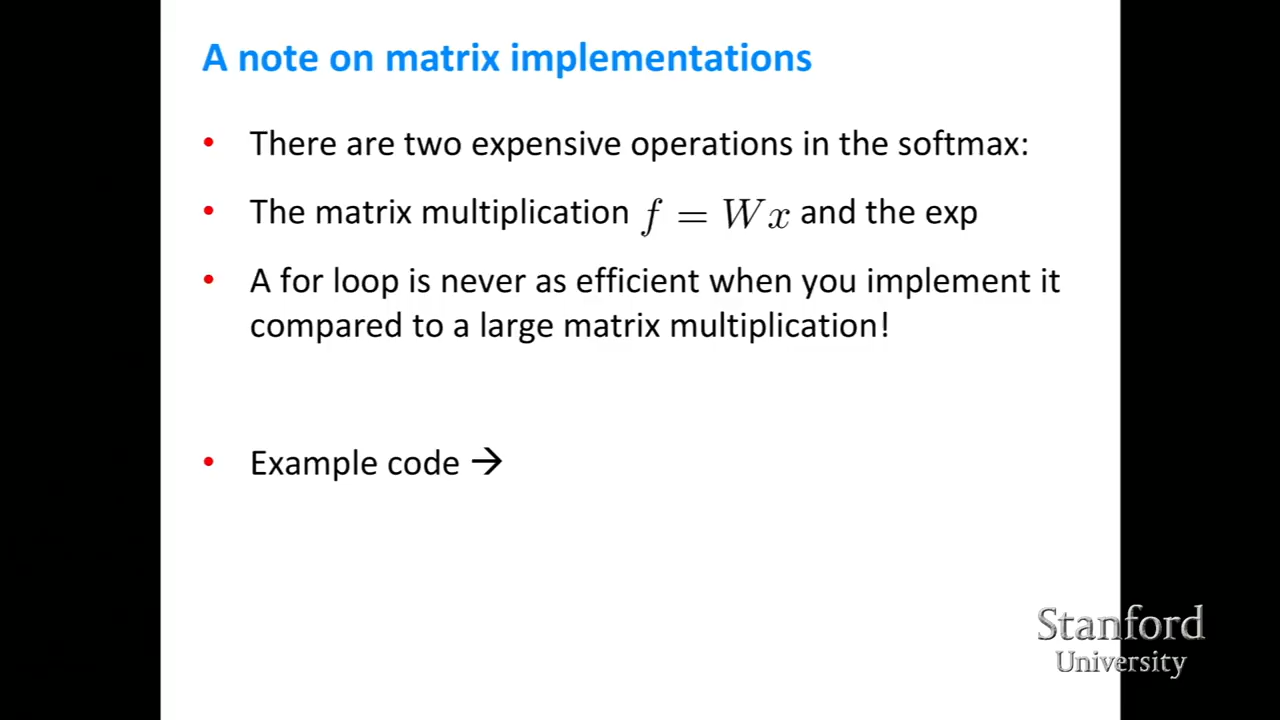 A note on matrix implementations
• There are two expensive operations in the softmax:
• The matrix multiplication f = Wx and the exp
• A for loop is never as efficient when you implement it
compared to a large matrix multiplication!
• Example code →
Stanford
University